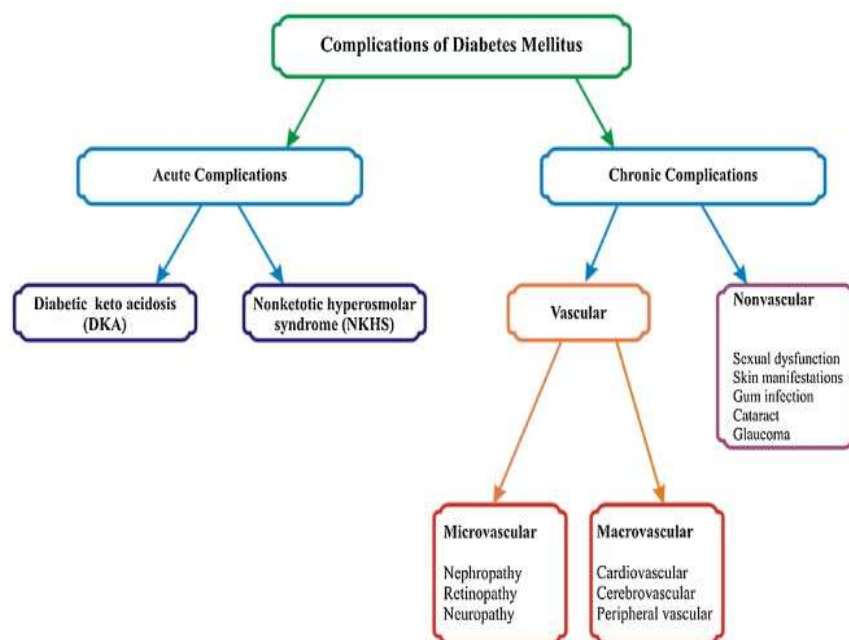 Complications of Diabetes Mellitus
Acute Complications
Chronic Complications
Diabetic keto acidosis
(DKA)
Nonketotic hyperosmolar
syndrome (NKHS)
Vascular
Nonvascular
Sexual dysfunction
Skin manifestations
Gum infection
Cataract
Glaucoma
Microvascular
Nephropathy
Retinopathy
Neuropathy
Macrovascular
Cardiovascular
Cerebrovascular
Peripheral vascular